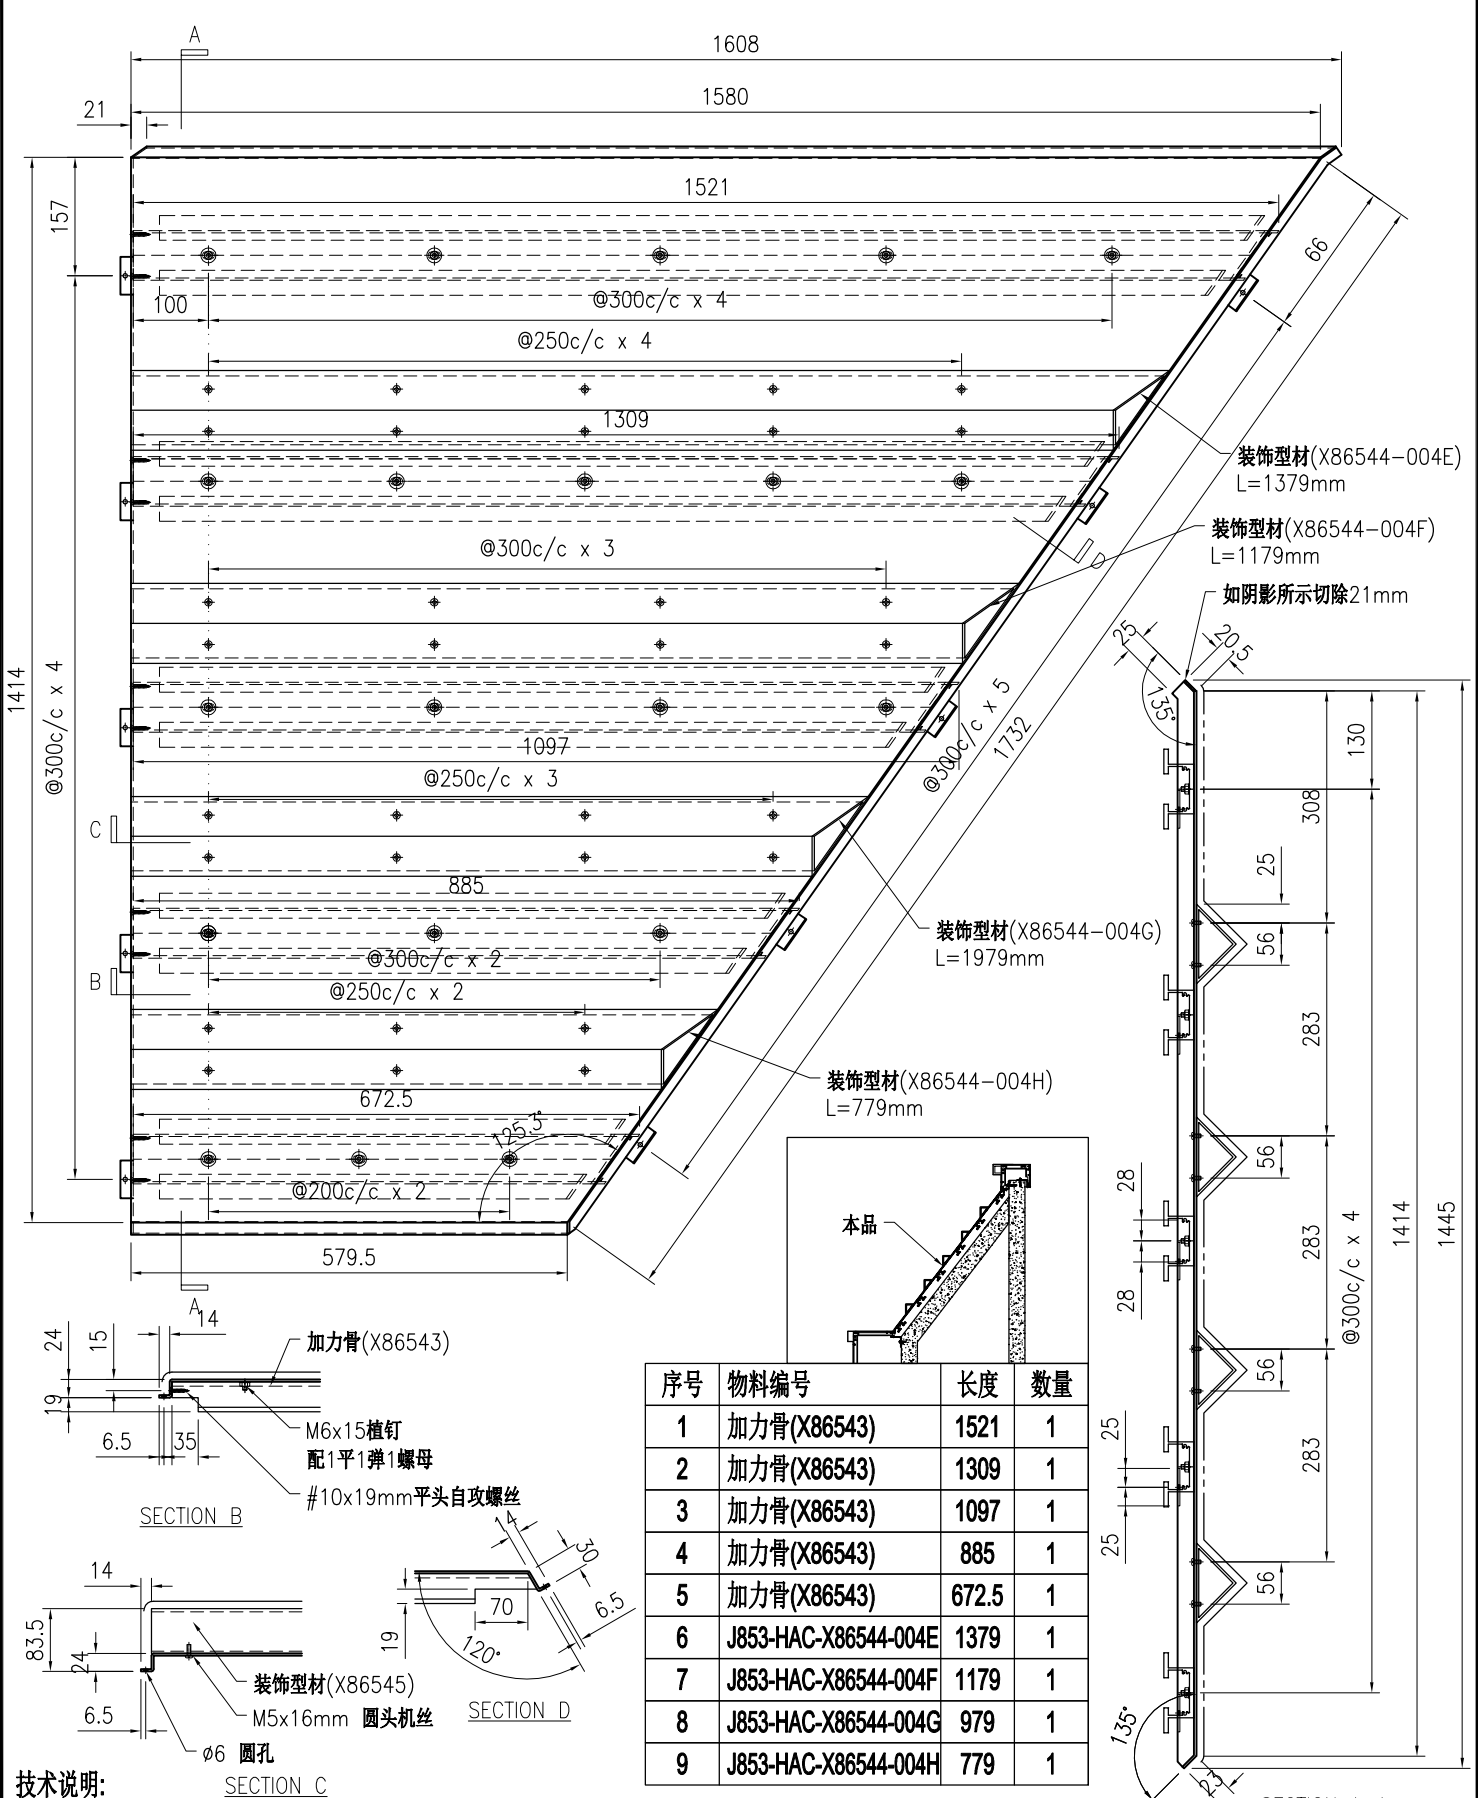 A
1608
1580
21
1521
157
66
100
@300c/c x 4
@250c/c x 4
1309
装饰型材(X86544-004E)
L=1379mm
装饰型材(X86544-004F)
L=1179mm
@300c/c x 3
D
如阴影所示切除21mm
25
20.5
135°
1414
@300c/c x 4
@300c/c x 5
1732
1097
@250c/c x 3
130
308
C
25
885
装饰型材(X86544-004G)
L=1979mm
56
@300c/c x 2
B
@250c/c x 2
283
装饰型材(X86544-004H)
L=779mm
672.5
125.3°
56
28
@200c/c x 2
本品
283
@300c/c x 4
1414
1445
579.5
28
A
14
24
15
加力骨(X86543)
19
56
M6x15植钉
配1平1弹1螺母
6.5
35
#10x19mm平头自攻螺丝
SECTION B
25
283
25
序号 物料编号 长度 数量
1 加力骨(X86543) 1521 1
2 加力骨(X86543) 1309 1
3 加力骨(X86543) 1097 1
4 加力骨(X86543) 885 1
5 加力骨(X86543) 672.5 1
6 J853-HAC-X86544-004E 1379 1
7 J853-HAC-X86544-004F 1179 1
8 J853-HAC-X86544-004G 979 1
9 J853-HAC-X86544-004H 779 1
14
30
14
70
6.5
56
83.5
24
19
120°
装饰型材(X86545)
M5x16mm 圆头机丝
6.5
SECTION D
ø6 圆孔
135°
23
技术说明:
SECTION C